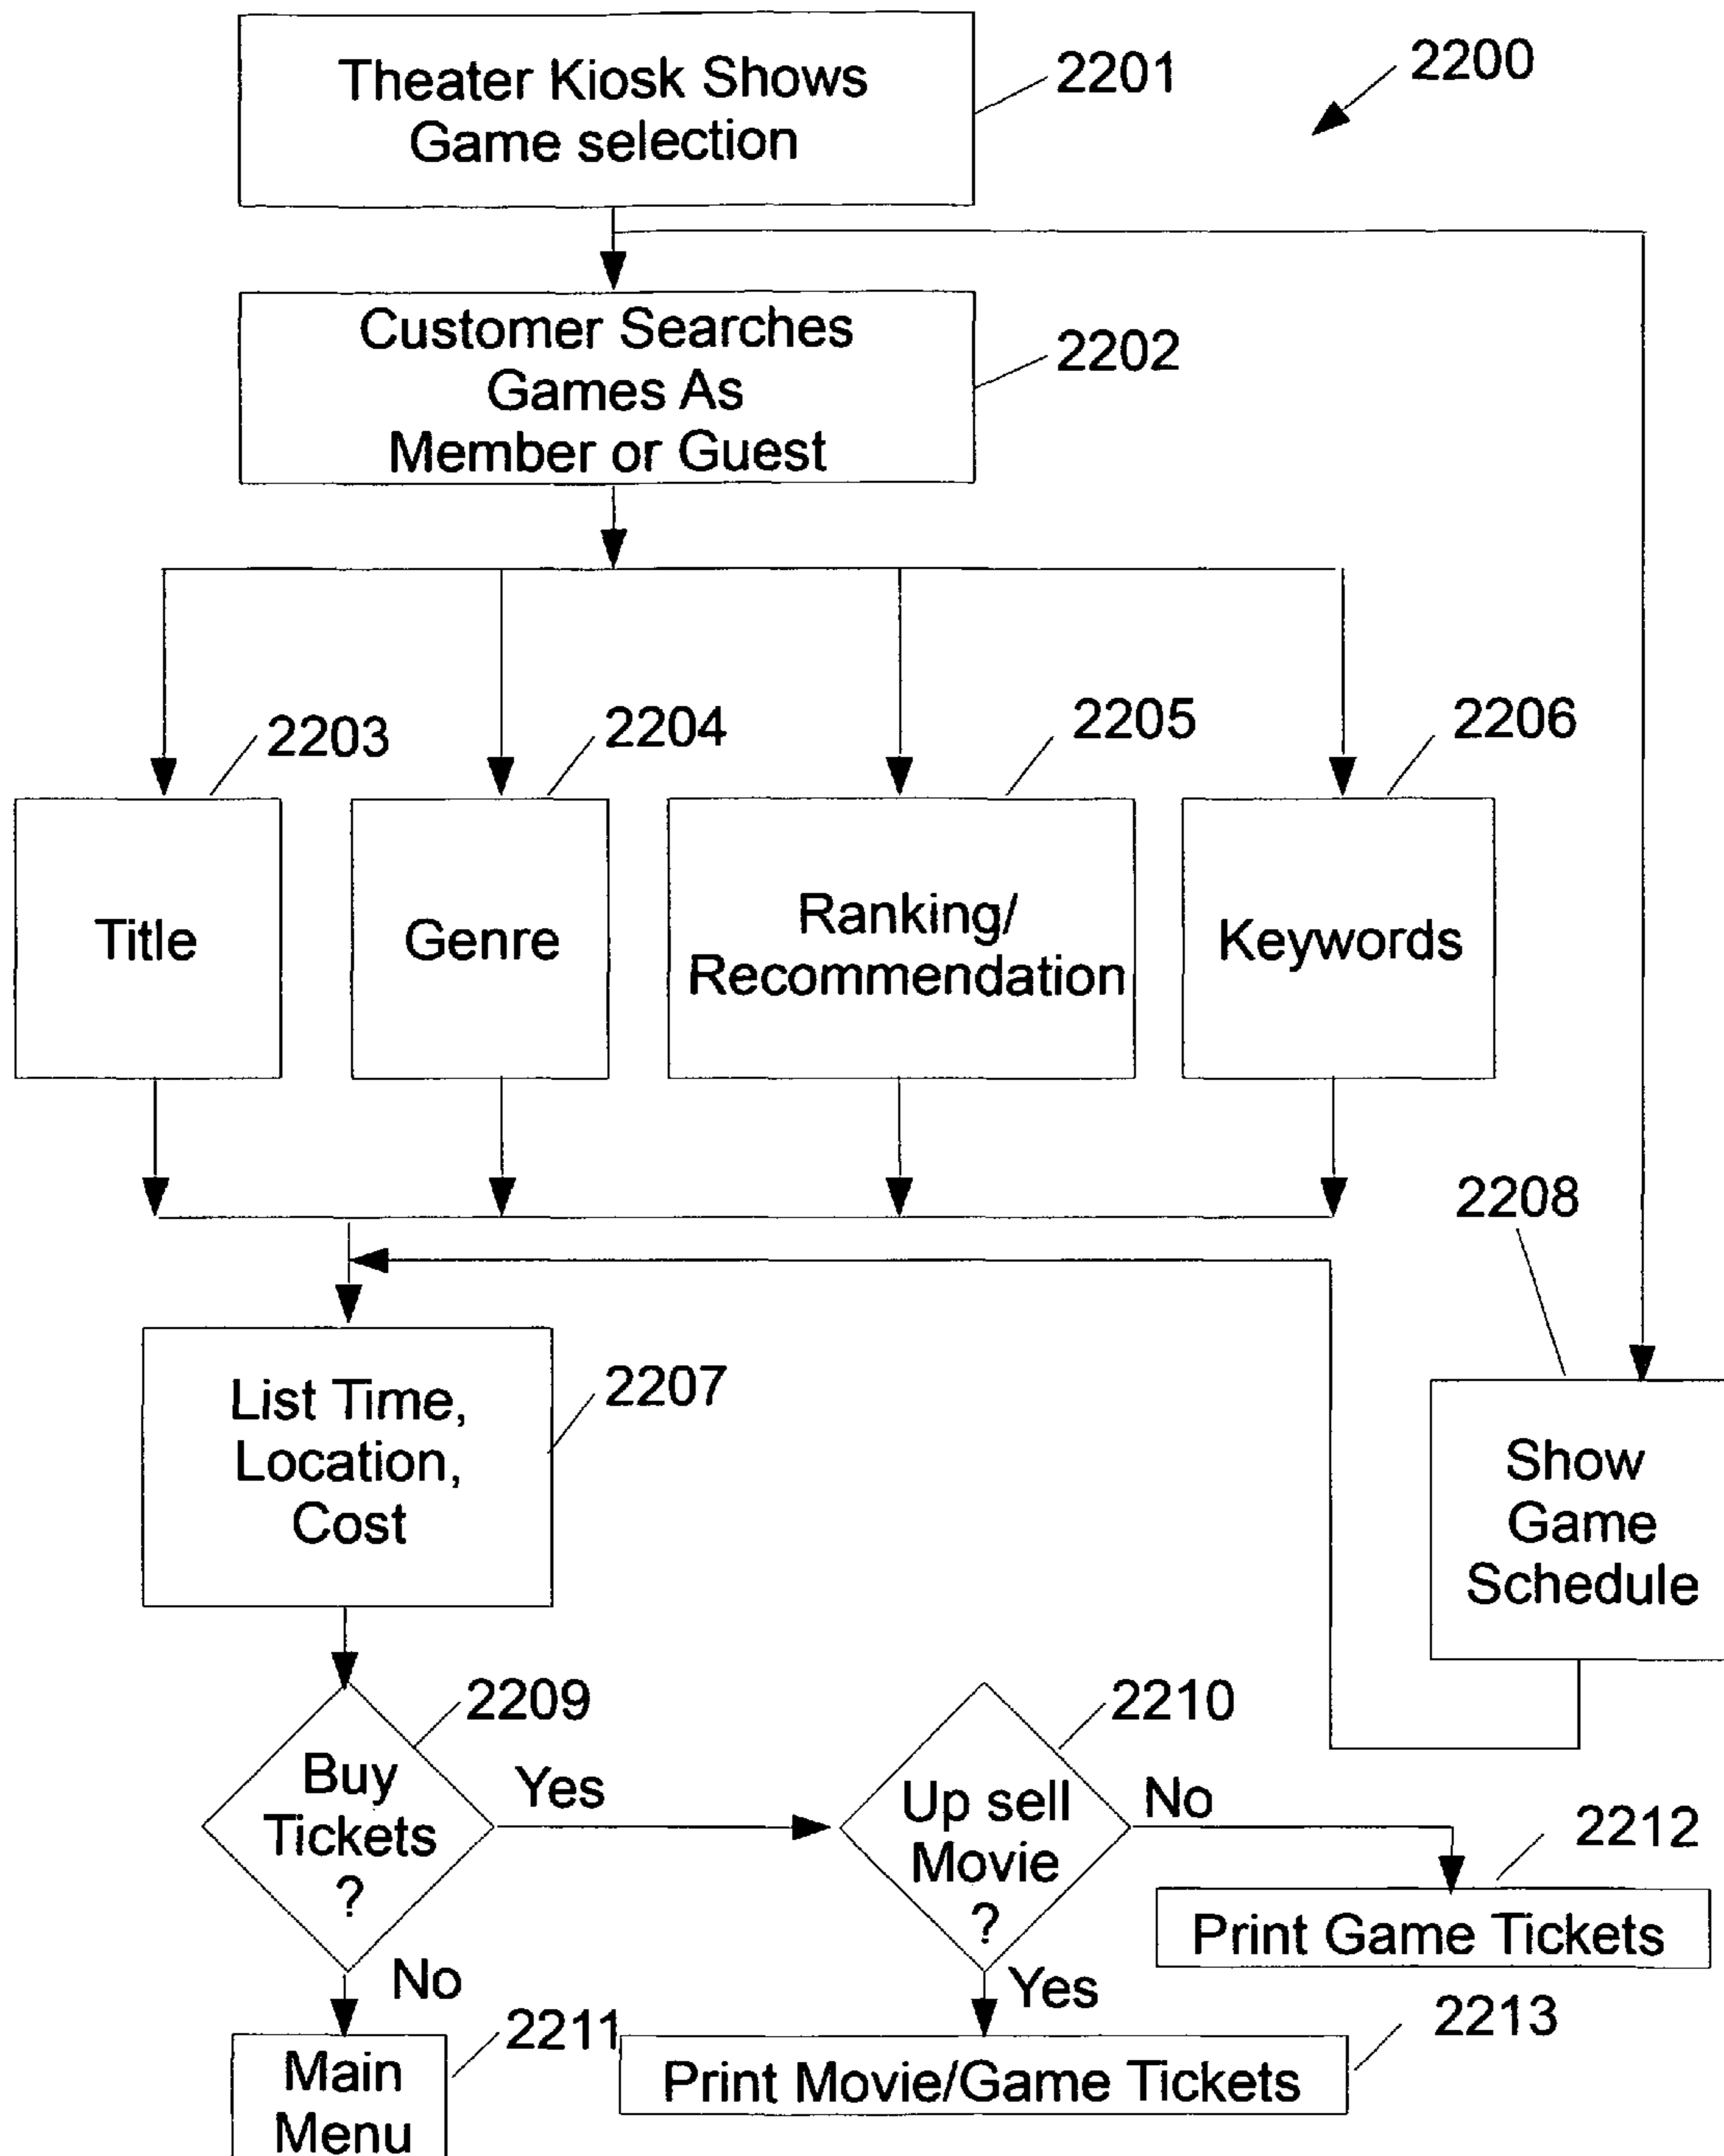 Theater Kiosk Shows
Game selection
2201
2200
Customer Searches
Games As
Member or Guest
2202
2203
2204
2205
2206
Title
Genre
Ranking/
Recommendation
Keywords
2208
List Time,
Location,
Cost
2207
Show
Game
Schedule
2209
Buy
Tickets
?
Yes
No
2210
Up sell
Movie
?
No
Yes
2212
Print Game Tickets
2211
Main
Menu
2213
Print Movie/Game Tickets